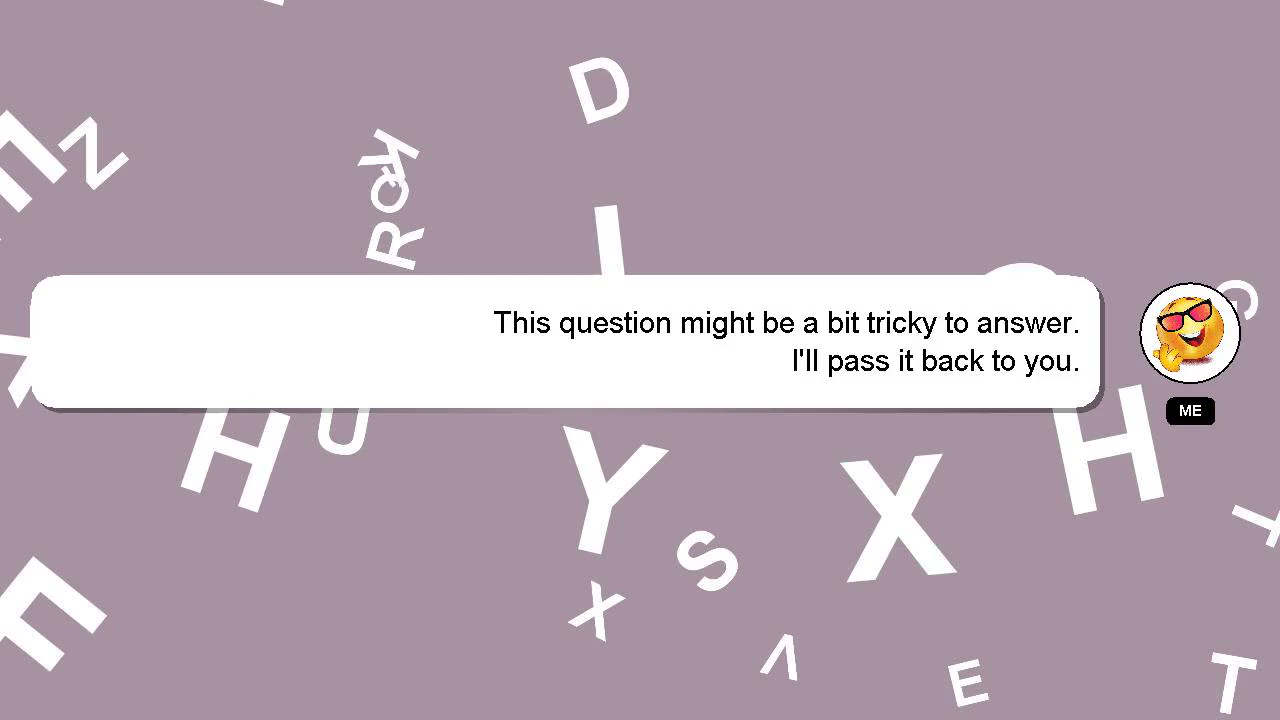 D
Z
K
O
R
I
This question might be a bit tricky to answer.
I'll pass it back to you.
G
ME
H
U
Y
X
H
S
X
V
E
T